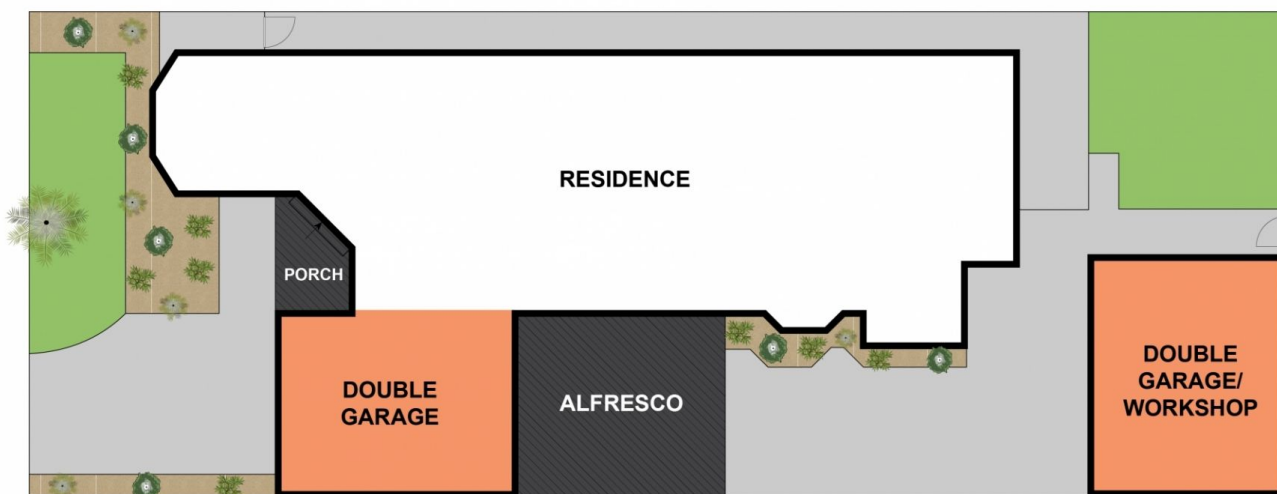 RESIDENCE
PORCH
DOUBLE
GARAGE
ALFRESCO
DOUBLE
GARAGE/
WORKSHOP